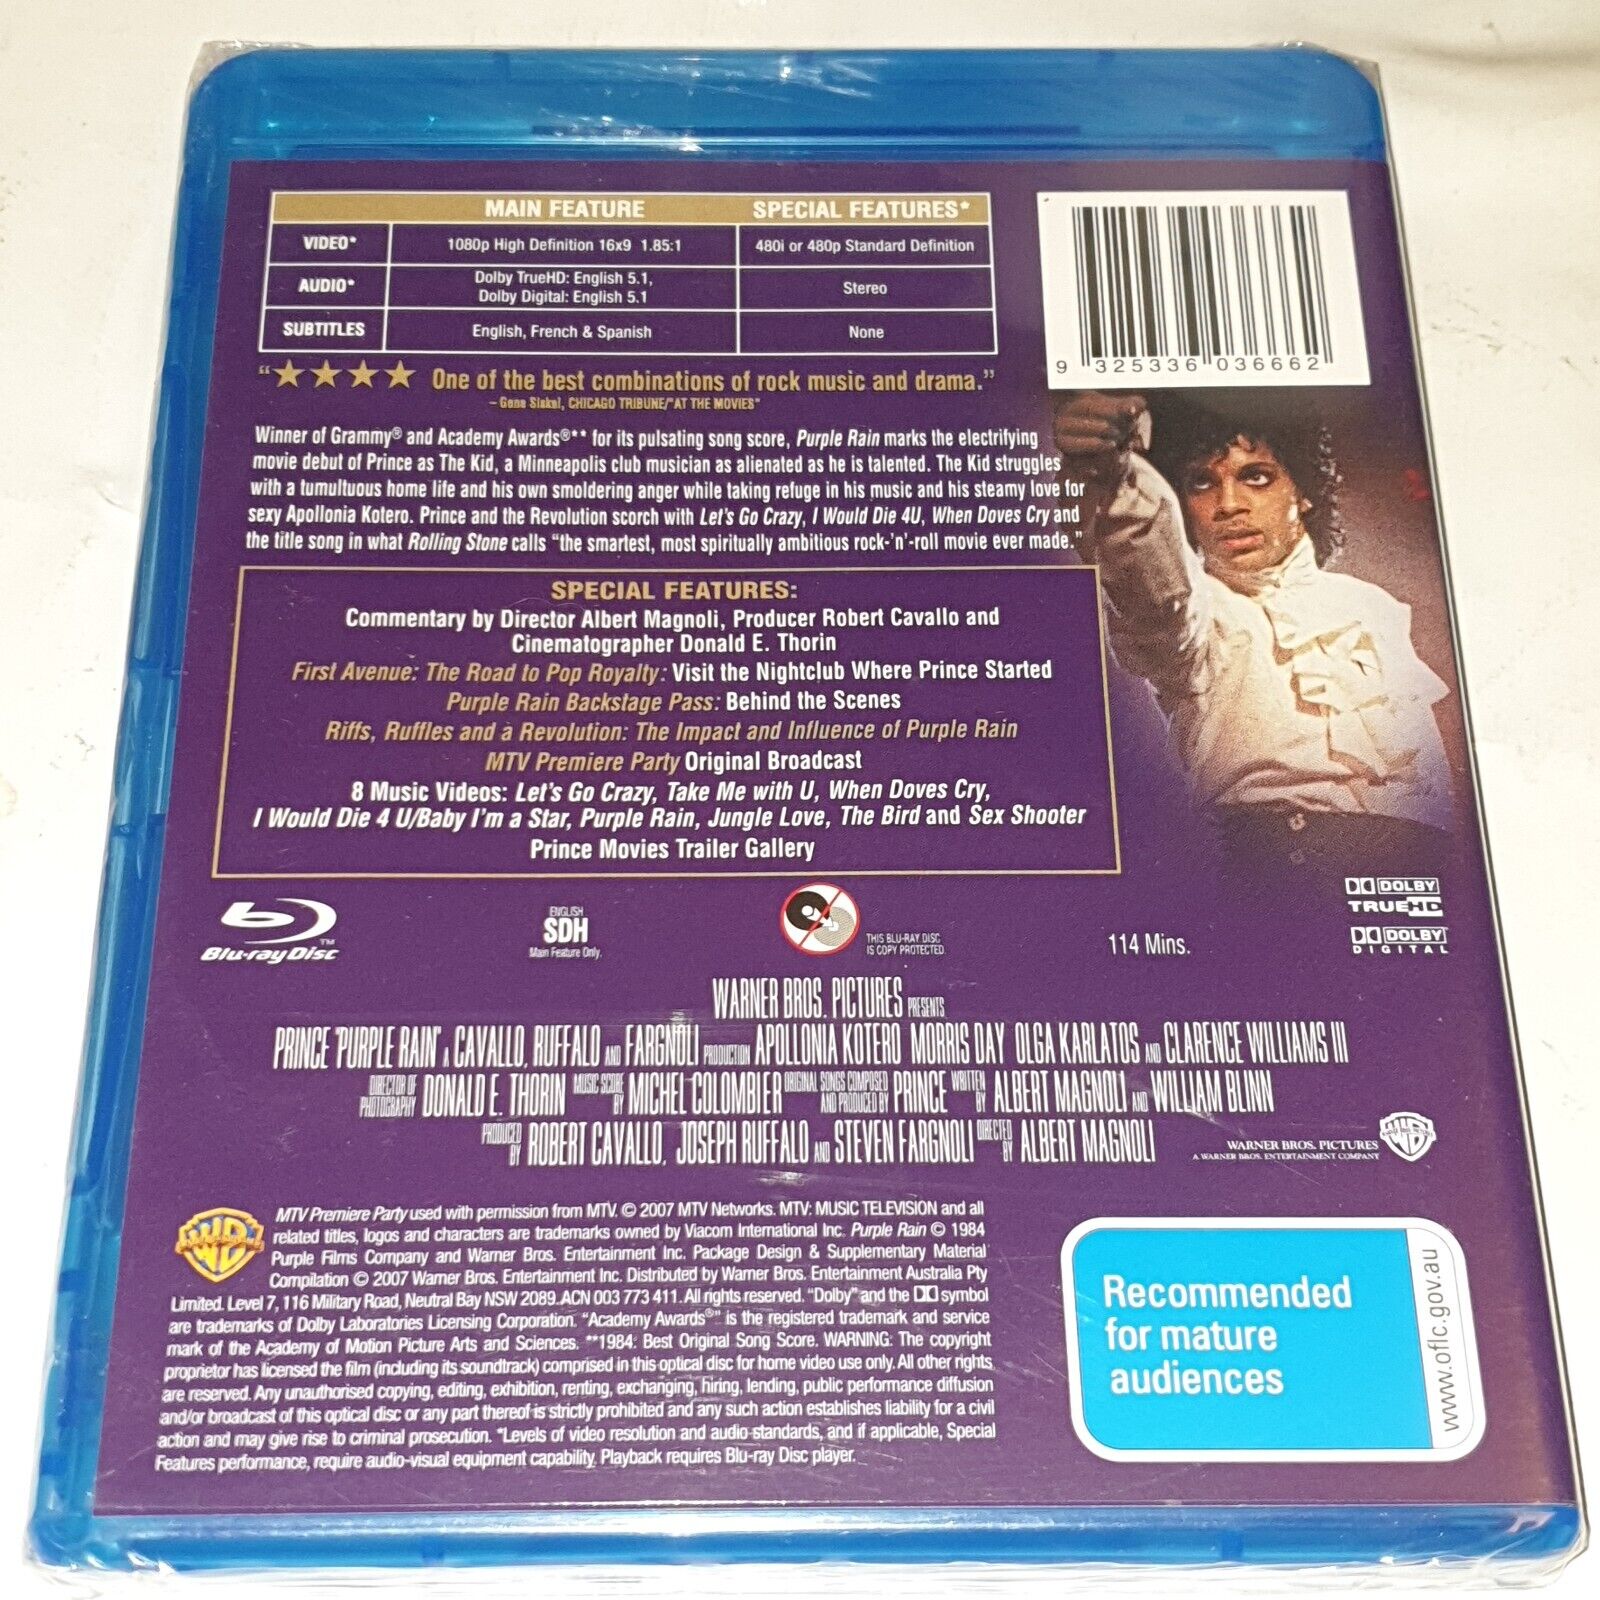 MAIN FEATURE SPECIAL FEATURES*
VIDEO* 1080p High Definition 16x9 1.85:1 480i or 480p Standard Definition
AUDIO* Dolby TrueHD: English 5.1, Stereo
Dolby Digital: English 5.1
SUBTITLES English, French & Spanish None
9 325336 036662
"★★★★ One of the best combinations of rock music and drama."
–Gene Siskel, CHICAGO TRIBUNE/"AT THE MOVIES"
Winner of Grammy® and Academy Awards®** for its pulsating song score, Purple Rain marks the electrifying
movie debut of Prince as The Kid, a Minneapolis club musician as alienated as he is talented. The Kid struggles
with a tumultuous home life and his own smoldering anger while taking refuge in his music and his steamy love for
sexy Apollonia Kotero. Prince and the Revolution scorch with Let's Go Crazy, I Would Die 4U, When Doves Cry and
the title song in what Rolling Stone calls "the smartest, most spiritually ambitious rock-'n'-roll movie ever made."
SPECIAL FEATURES:
Commentary by Director Albert Magnoli, Producer Robert Cavallo and
Cinematographer Donald E. Thorin
First Avenue: The Road to Pop Royalty: Visit the Nightclub Where Prince Started
Purple Rain Backstage Pass: Behind the Scenes
Riffs, Ruffles and a Revolution: The Impact and Influence of Purple Rain
MTV Premiere Party Original Broadcast
8 Music Videos: Let's Go Crazy, Take Me with U, When Doves Cry,
I Would Die 4 U/Baby I'm a Star, Purple Rain, Jungle Love, The Bird and Sex Shooter
Prince Movies Trailer Gallery
Blu-ray Disc™
ENGLISH
SDH
Main Feature Only.
THIS BLU-RAY DISC
IS COPY PROTECTED.
114 Mins.
DOLBY
TRUEHD
DOLBY
DIGITAL
WARNER BROS. PICTURES PRESENTS
PRINCE "PURPLE RAIN" A CAVALLO, RUFFALO AND FARGNOLI PRODUCTION APOLLONIA KOTERO MORRIS DAY OLGA KARLATOS AND CLARENCE WILLIAMS III
DIRECTOR OF PHOTOGRAPHY DONALD E. THORIN MUSIC SCORE BY MICHEL COLOMBIER ORIGINAL SONGS COMPOSED AND PRODUCED BY PRINCE WRITTEN BY ALBERT MAGNOLI AND WILLIAM BLINN
PRODUCED BY ROBERT CAVALLO, JOSEPH RUFFALO AND STEVEN FARGNOLI DIRECTED BY ALBERT MAGNOLI
WARNER BROS. PICTURES
A WARNER BROS. ENTERTAINMENT COMPANY
WB
WB
MTV Premiere Party used with permission from MTV. © 2007 MTV Networks. MTV: MUSIC TELEVISION and all
related titles, logos and characters are trademarks owned by Viacom International Inc. Purple Rain © 1984
Purple Films Company and Warner Bros. Entertainment Inc. Package Design & Supplementary Material
Compilation © 2007 Warner Bros. Entertainment Inc. Distributed by Warner Bros. Entertainment Australia Pty
Limited. Level 7, 116 Military Road, Neutral Bay NSW 2089. ACN 003 773 411. All rights reserved. "Dolby" and the DD symbol
are trademarks of Dolby Laboratories Licensing Corporation. "Academy Awards®" is the registered trademark and service
mark of the Academy of Motion Picture Arts and Sciences. **1984: Best Original Song Score. WARNING: The copyright
proprietor has licensed the film (including its soundtrack) comprised in this optical disc for home video use only. All other rights
are reserved. Any unauthorised copying, editing, exhibition, renting, exchanging, hiring, lending, public performance diffusion
and/or broadcast of this optical disc or any part thereof is strictly prohibited and any such action establishes liability for a civil
action and may give rise to criminal prosecution. *Levels of video resolution and audio standards, and if applicable, Special
Features performance, require audio-visual equipment capability. Playback requires Blu-ray Disc player.
Recommended
for mature
audiences
www.oflc.gov.au